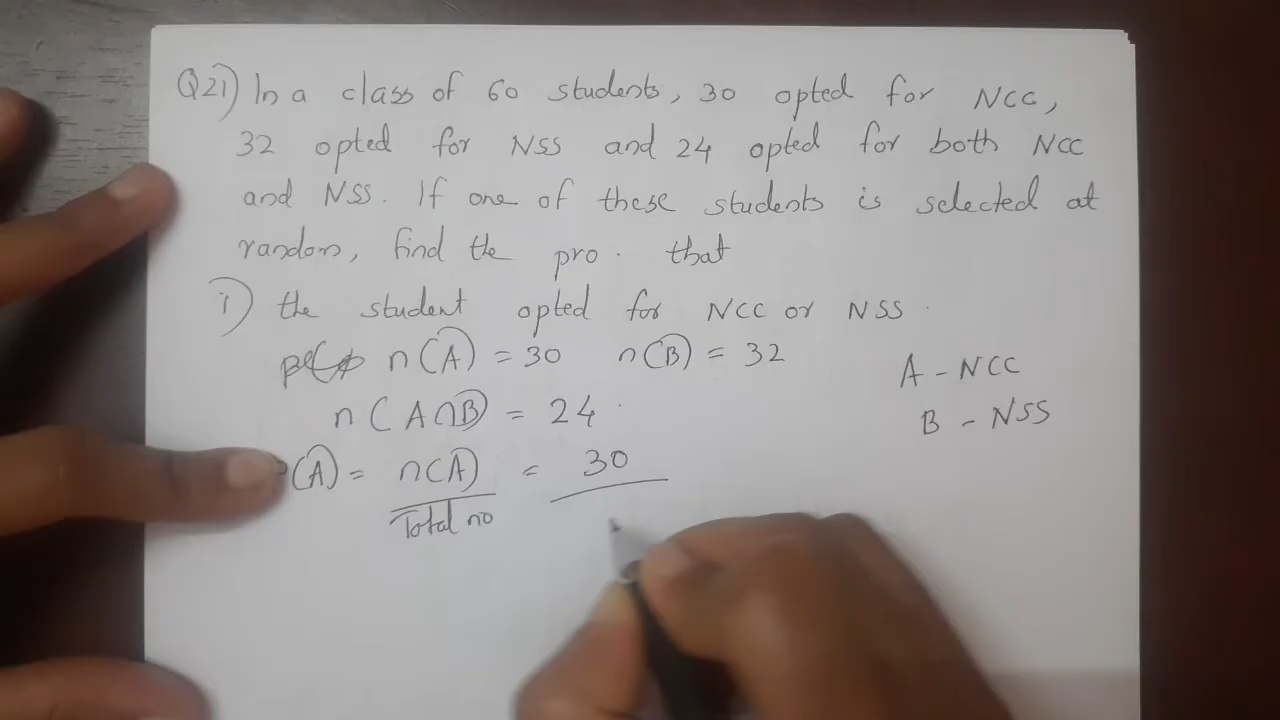 Q21) In a class of 60 students, 30 opted for NCC,
32 opted for NSS and 24 opted for both NCC
and NSS. If one of these students is selected at
random, find the pro. that
i) the student opted for NCC or NSS.
n(A) = 30 n(B) = 32
A - NCC
n(A∩B) = 24.
B - NSS
P(A) = n(A) / Total no = 30